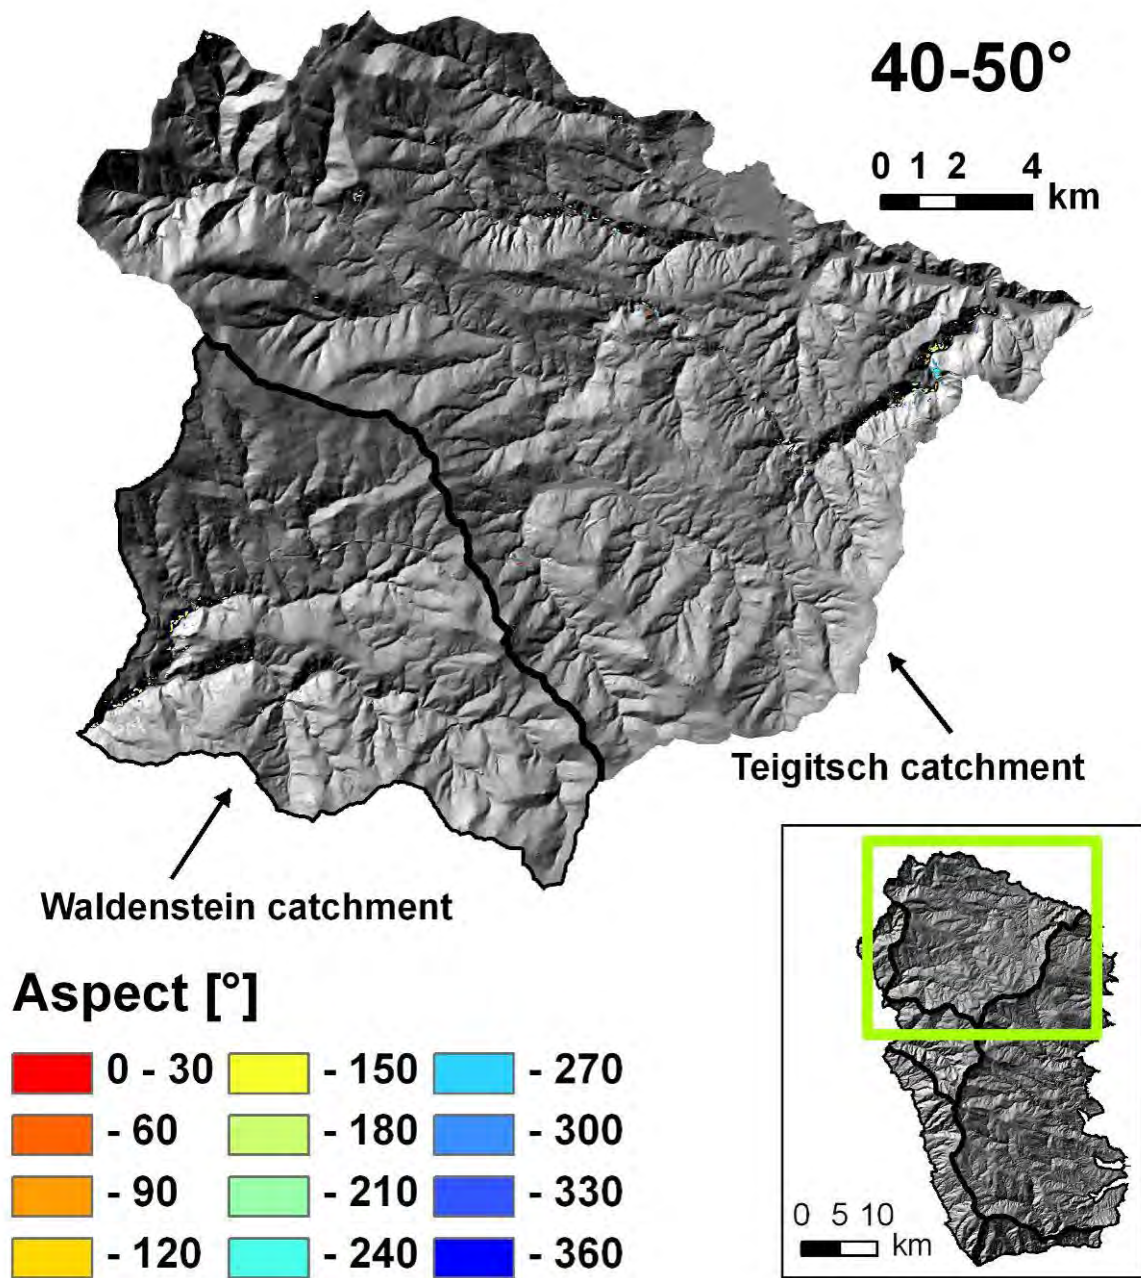 40-50°
0 1 2 4
km
Teigitsch catchment
Waldenstein catchment
Aspect [°]
0 - 30
- 60
- 90
- 120
- 150
- 180
- 210
- 240
- 270
- 300
- 330
- 360
0 5 10
km